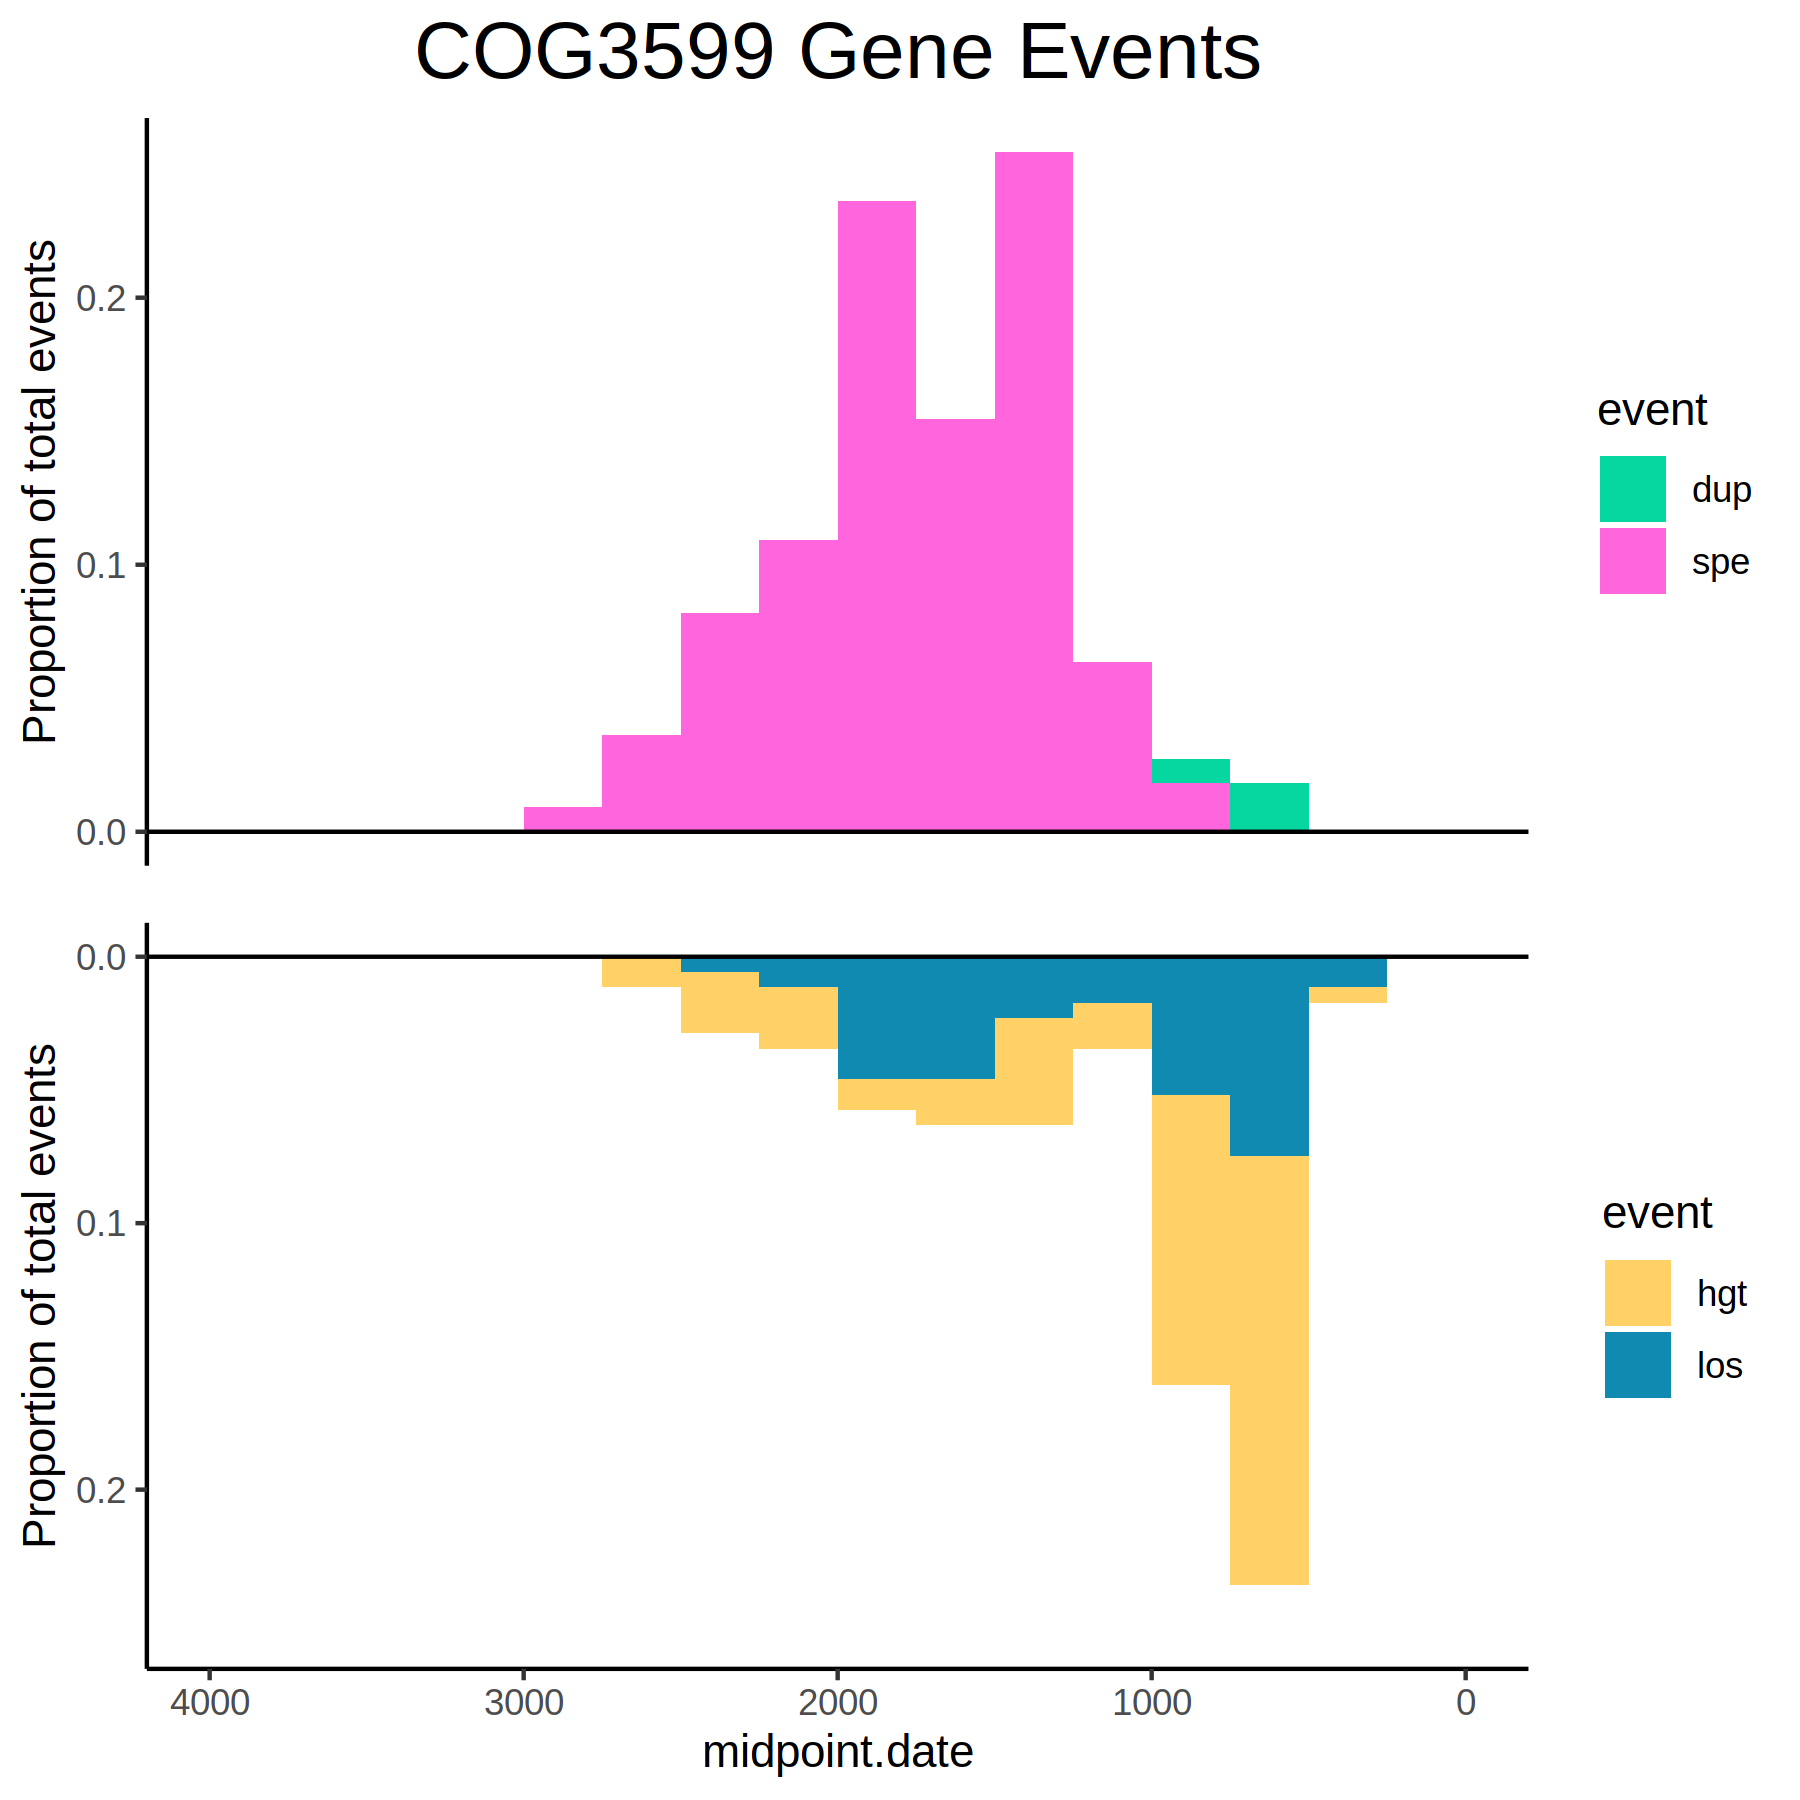 COG3599 Gene Events
Proportion of total events
0.2
0.1
0.0
event
dup
spe
Proportion of total events
0.0
0.1
0.2
event
hgt
los
4000 3000 2000 1000 0
midpoint.date